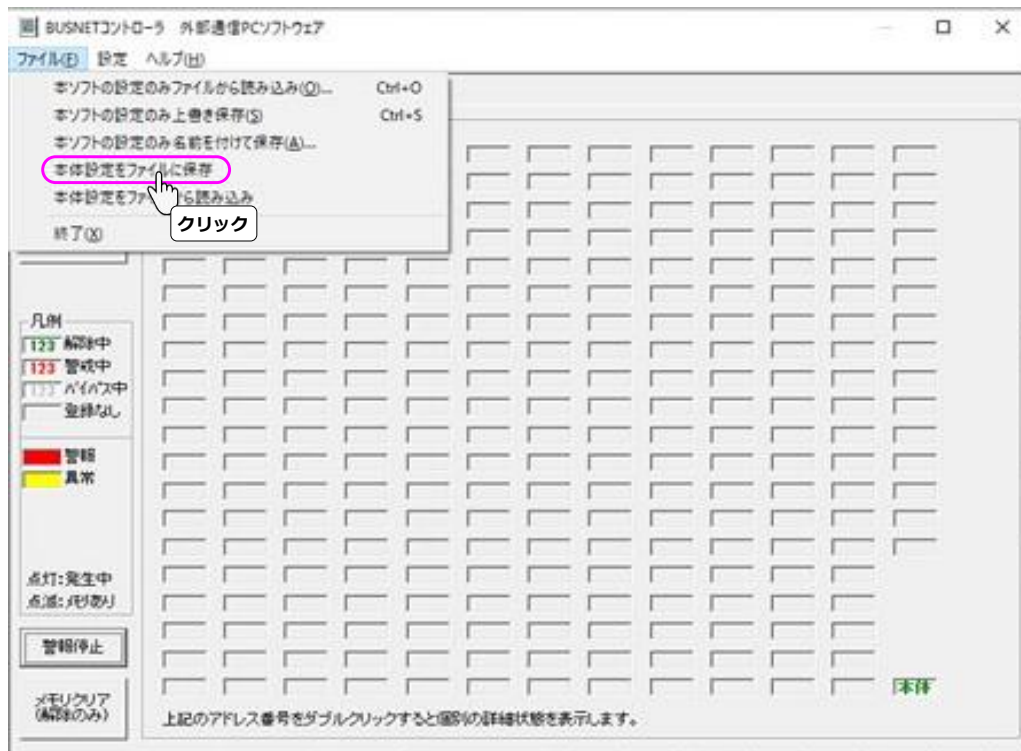 BUSNETコントローラ 外部通信PCソフトウェア
ファイル(F) 設定 ヘルプ(H)
本ソフトの設定のみファイルから読み込み(O)... Ctrl+O
本ソフトの設定のみ上書き保存(S) Ctrl+S
本ソフトの設定のみ名前を付けて保存(A)...
本体設定をファイルに保存
本体設定をファ から読み込み
クリック
終了(X)
凡例
123 解除中
123 警戒中
123 バイパス中
登録なし
警報
異常
点灯:発生中
点滅:メモリあり
警報停止
メモリクリア
(解除のみ)
本体
上記のアドレス番号をダブルクリックすると個別の詳細状態を表示します。